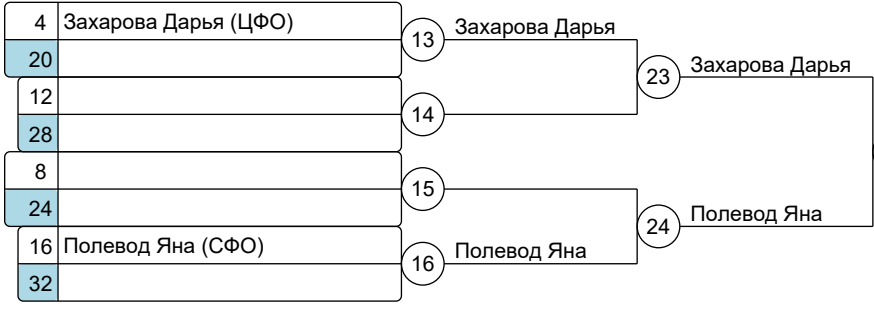 4 Захарова Дарья (ЦФО)
20
12
28
8
24
16 Полевод Яна (СФО)
32
13 Захарова Дарья
14
15
16 Полевод Яна
23 Захарова Дарья
24 Полевод Яна